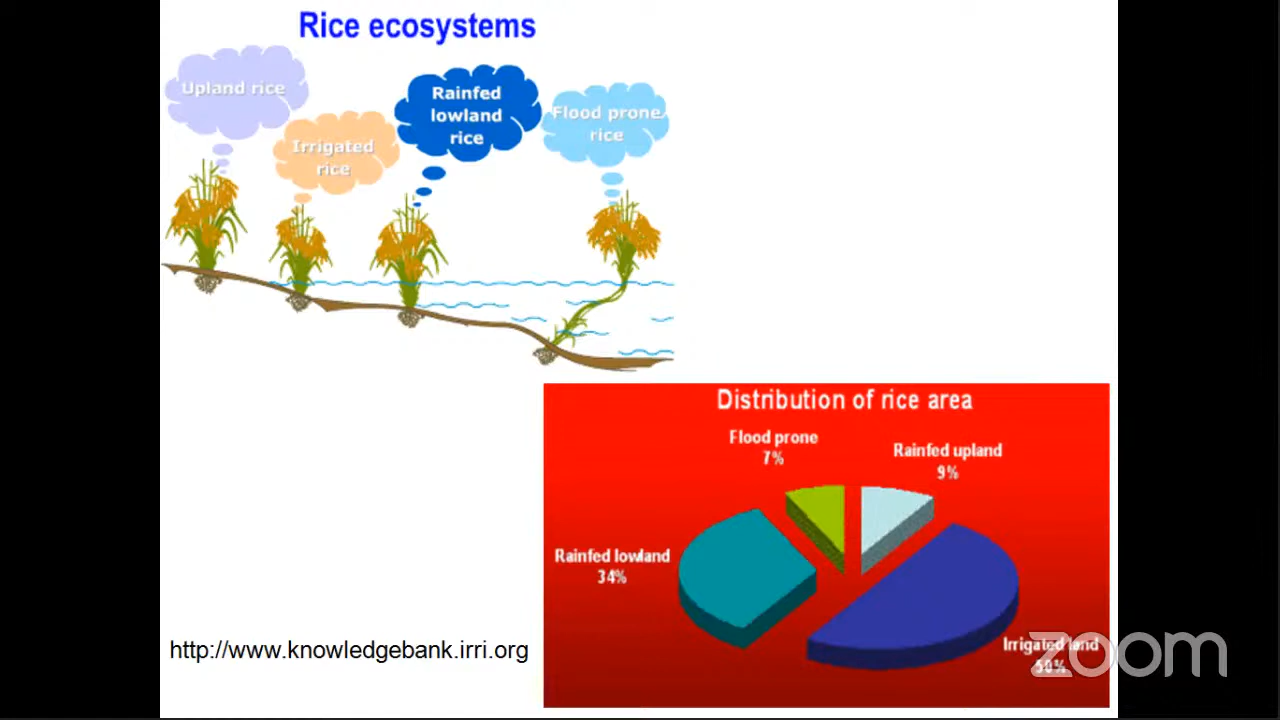 Rice ecosystems
Upland rice
Irrigated
rice
Rainfed
lowland
rice
Flood prone
rice
Distribution of rice area
Flood prone
7%
Rainfed upland
9%
Rainfed lowland
34%
Irrigated land
50%
http://www.knowledgebank.irri.org
zoom